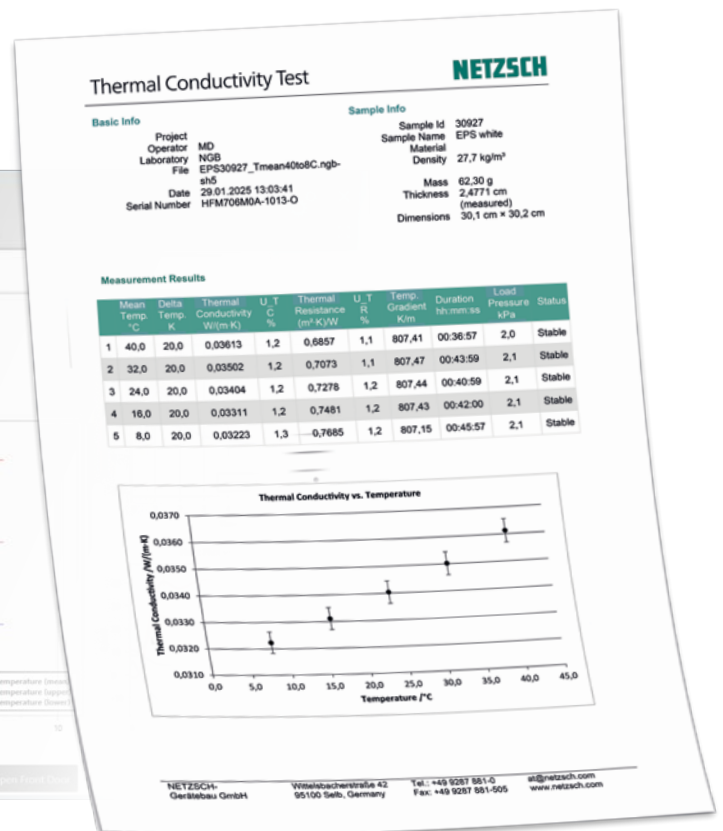 Thermal Conductivity Test
NETZSCH
Basic Info
Project
Operator MD
Laboratory NGB
File EPS30927_Tmean40to8C.ngb-
sh5
Date 29.01.2025 13:03:41
Serial Number HFM706M0A-1013-O
Sample Info
Sample Id 30927
Sample Name EPS white
Material
Density 27,7 kg/m³
Mass 62,30 g
Thickness 2,4771 cm
(measured)
Dimensions 30,1 cm × 30,2 cm
Measurement Results
Mean Delta Thermal U_T Thermal U_T Temp. Duration Load Status
Temp. Temp. Conductivity C Resistance R Gradient hh:mm:ss Pressure
°C K W/(m·K) % (m²·K)/W % K/m kPa
1 40,0 20,0 0,03613 1,2 0,6857 1,1 807,41 00:36:57 2,0 Stable
2 32,0 20,0 0,03502 1,2 0,7073 1,1 807,47 00:43:59 2,1 Stable
3 24,0 20,0 0,03404 1,2 0,7278 1,2 807,44 00:40:59 2,1 Stable
4 16,0 20,0 0,03311 1,2 0,7481 1,2 807,43 00:42:00 2,1 Stable
5 8,0 20,0 0,03223 1,3 0,7685 1,2 807,15 00:45:57 2,1 Stable
Thermal Conductivity vs. Temperature
Thermal Conductivity /W/(m·K)
0,0370
0,0360
0,0350
0,0340
0,0330
0,0320
0,0310
0,0 5,0 10,0 15,0 20,0 25,0 30,0 35,0 40,0 45,0
Temperature /°C
NETZSCH- Wittelsbacherstraße 42 Tel.: +49 9287 881-0 at@netzsch.com
Gerätebau GmbH 95100 Selb, Germany Fax: +49 9287 881-505 www.netzsch.com
emperature (mean
emperature (upper
emperature (lower
10
pen Front Door